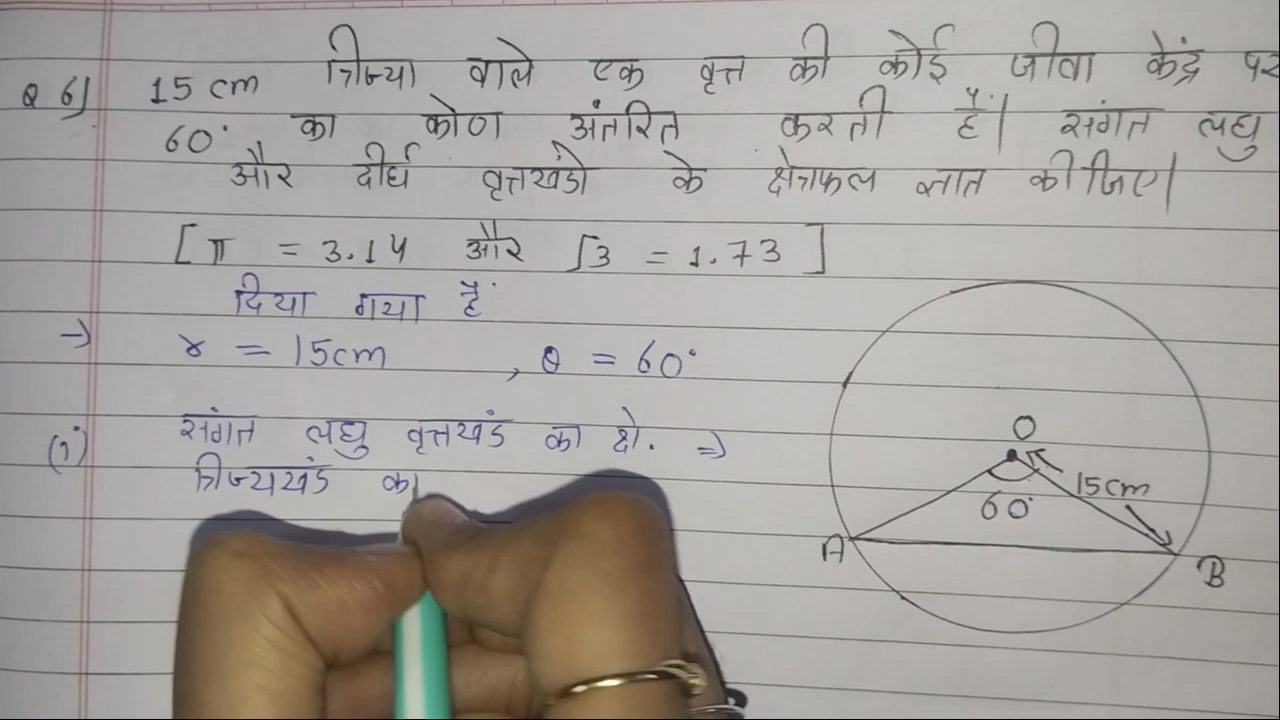 Q 6) 15 cm त्रिज्या वाले एक वृत्त की कोई जीवा केंद्र पर
60° का कोण अंतरित करती हैं। संगत लघु
और दीर्घ वृत्तखंडो के क्षेत्रफल ज्ञात कीजिए।
[ π = 3.14 और √3 = 1.73 ]
दिया गया हैं
→ r = 15cm , θ = 60°
(i) संगत लघु वृत्तखंड का क्षे. ⇒
त्रिज्यखंड का
O
15cm
60°
A
B